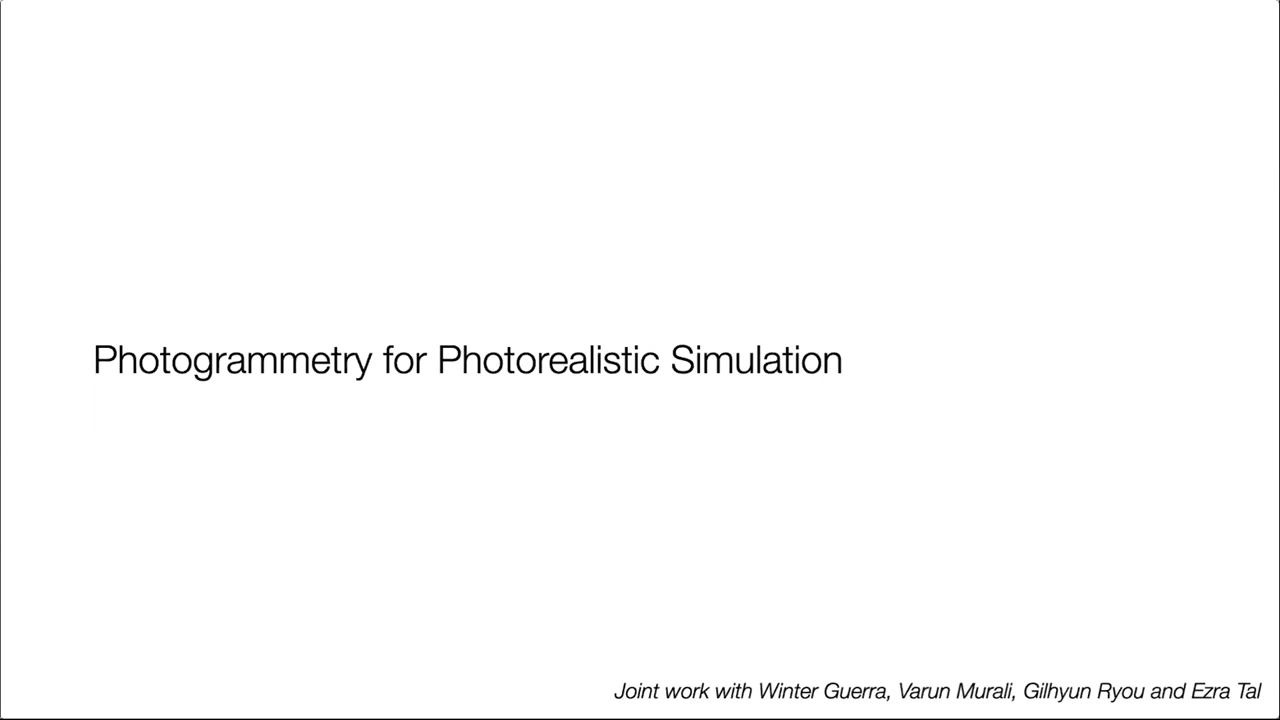 Photogrammetry for Photorealistic Simulation
Joint work with Winter Guerra, Varun Murali, Gilhyun Ryou and Ezra Tal